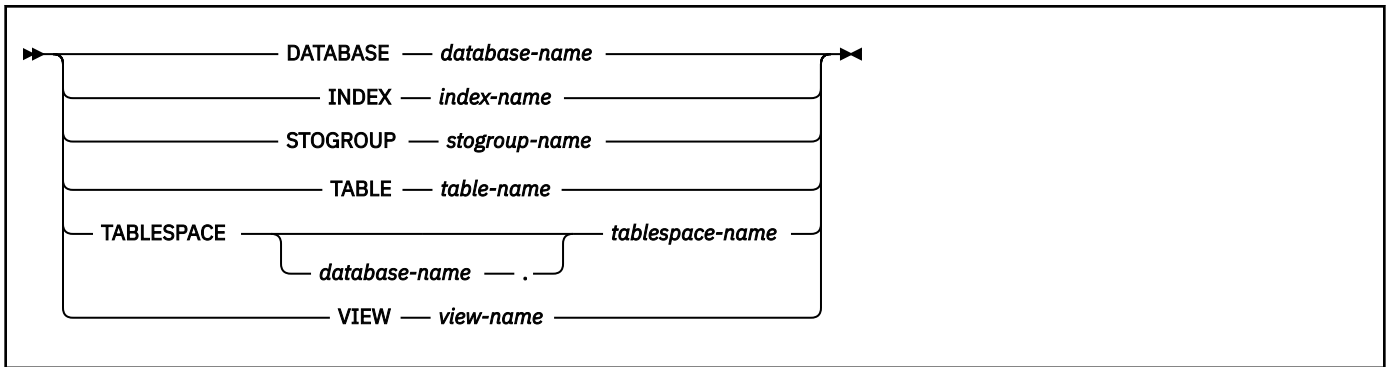 DATABASE database-name
INDEX index-name
STOGROUP stogroup-name
TABLE table-name
TABLESPACE tablespace-name
database-name .
VIEW view-name